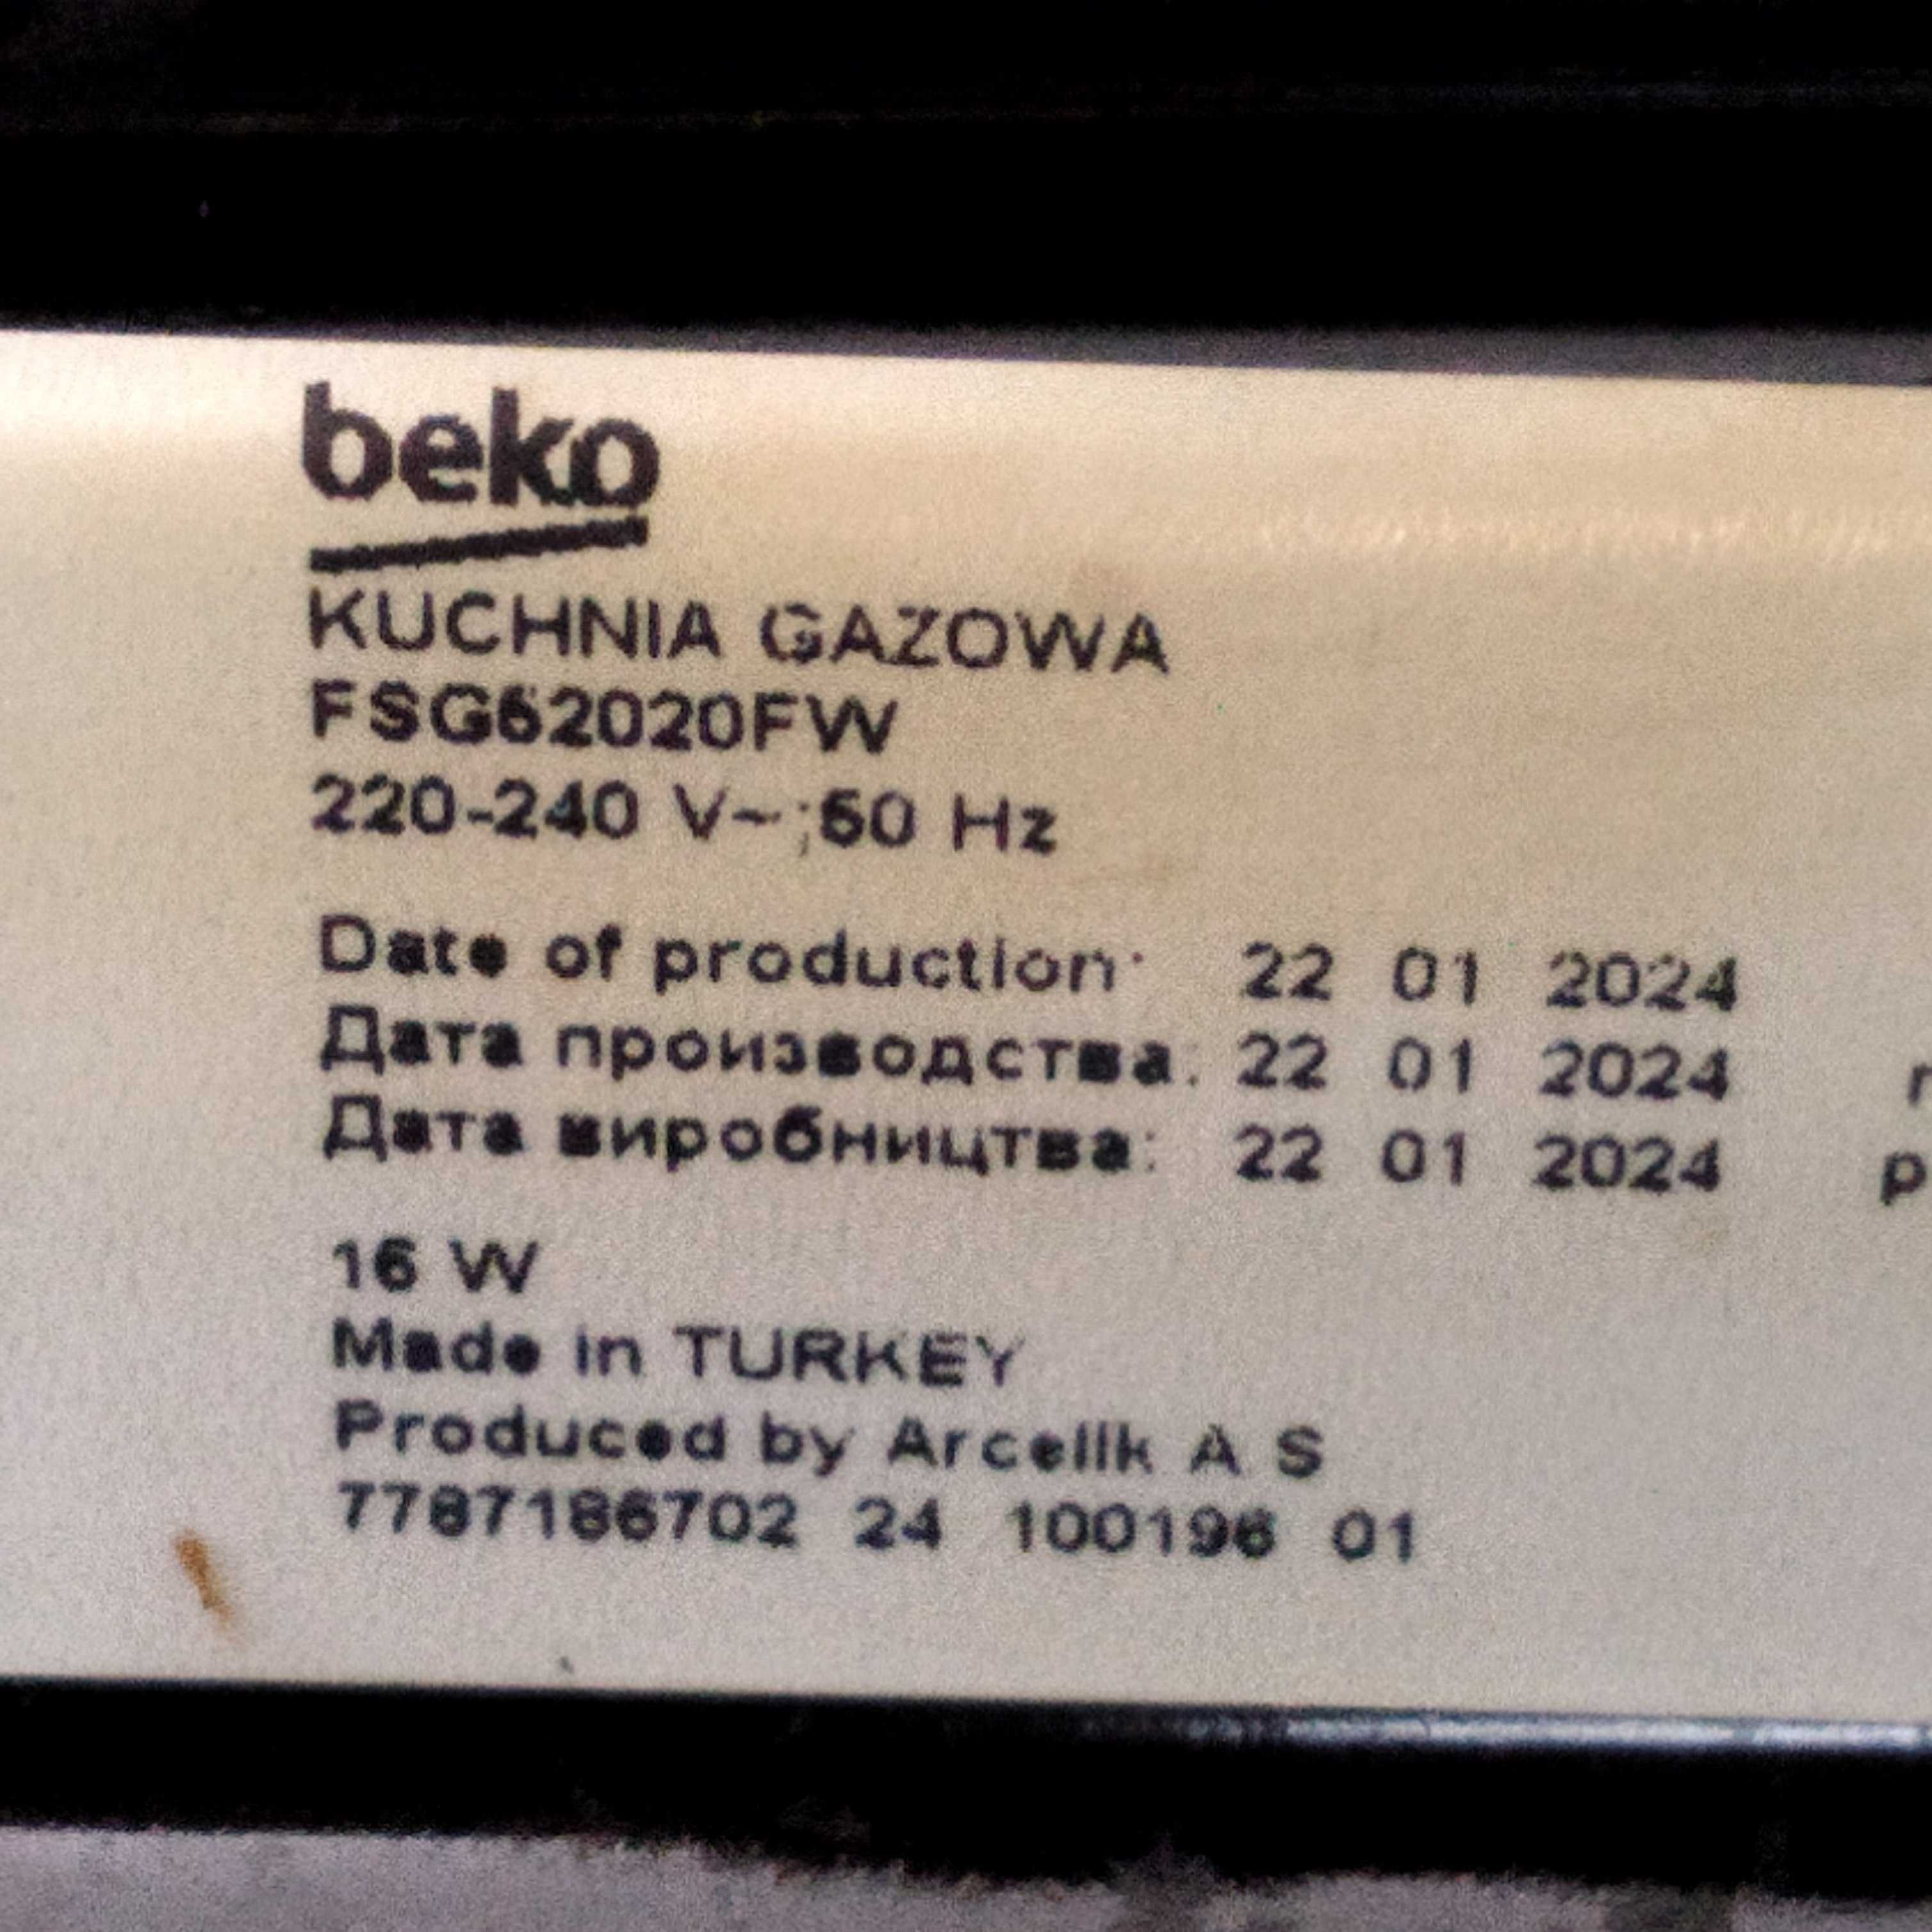 beko
KUCHNIA GAZOWA
FSG62020FW
220-240 V~;50 Hz
Date of production: 22 01 2024
Дата производства: 22 01 2024 г
Дата виробництва: 22 01 2024 р
16 W
Made in TURKEY
Produced by Arcelik A S
7787186702 24 100196 01